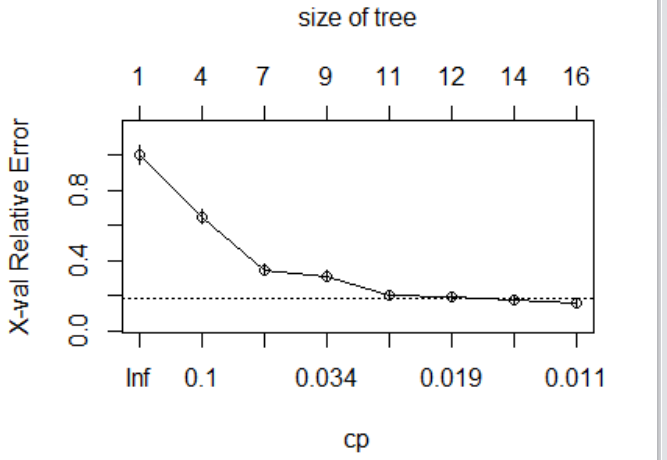 size of tree
1 4 7 9 11 12 14 16
X-val Relative Error
0.8
0.4
0.0
Inf 0.1 0.034 0.019 0.011
cp